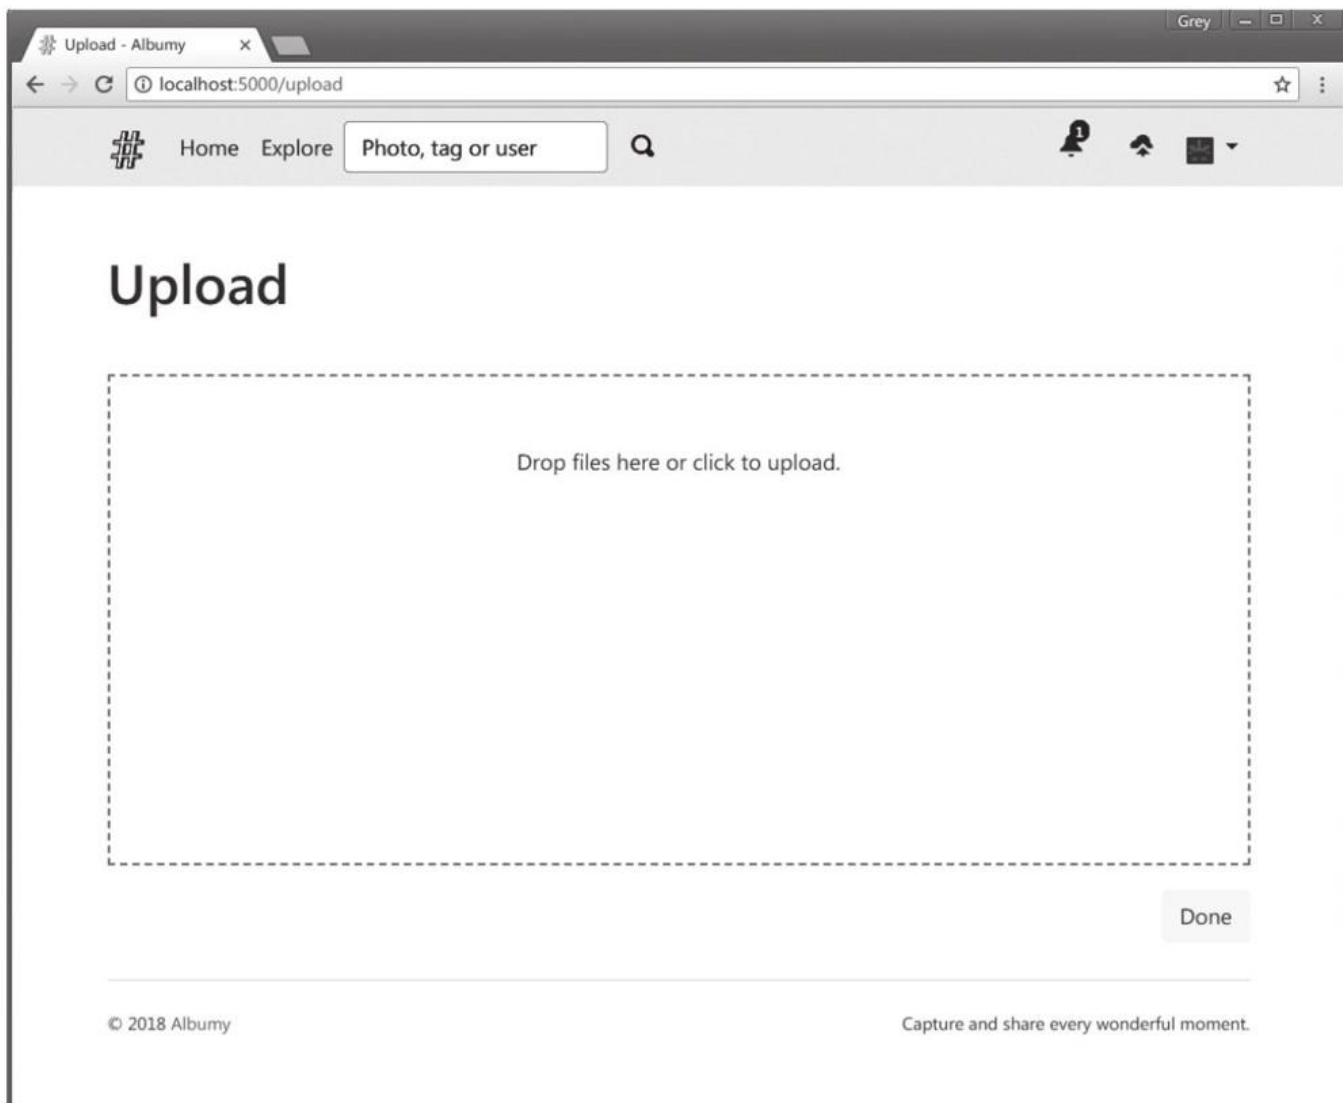 Grey
Upload - Albumy
localhost:5000/upload
Home Explore Photo, tag or user
1
Upload
Drop files here or click to upload.
Done
© 2018 Albumy Capture and share every wonderful moment.